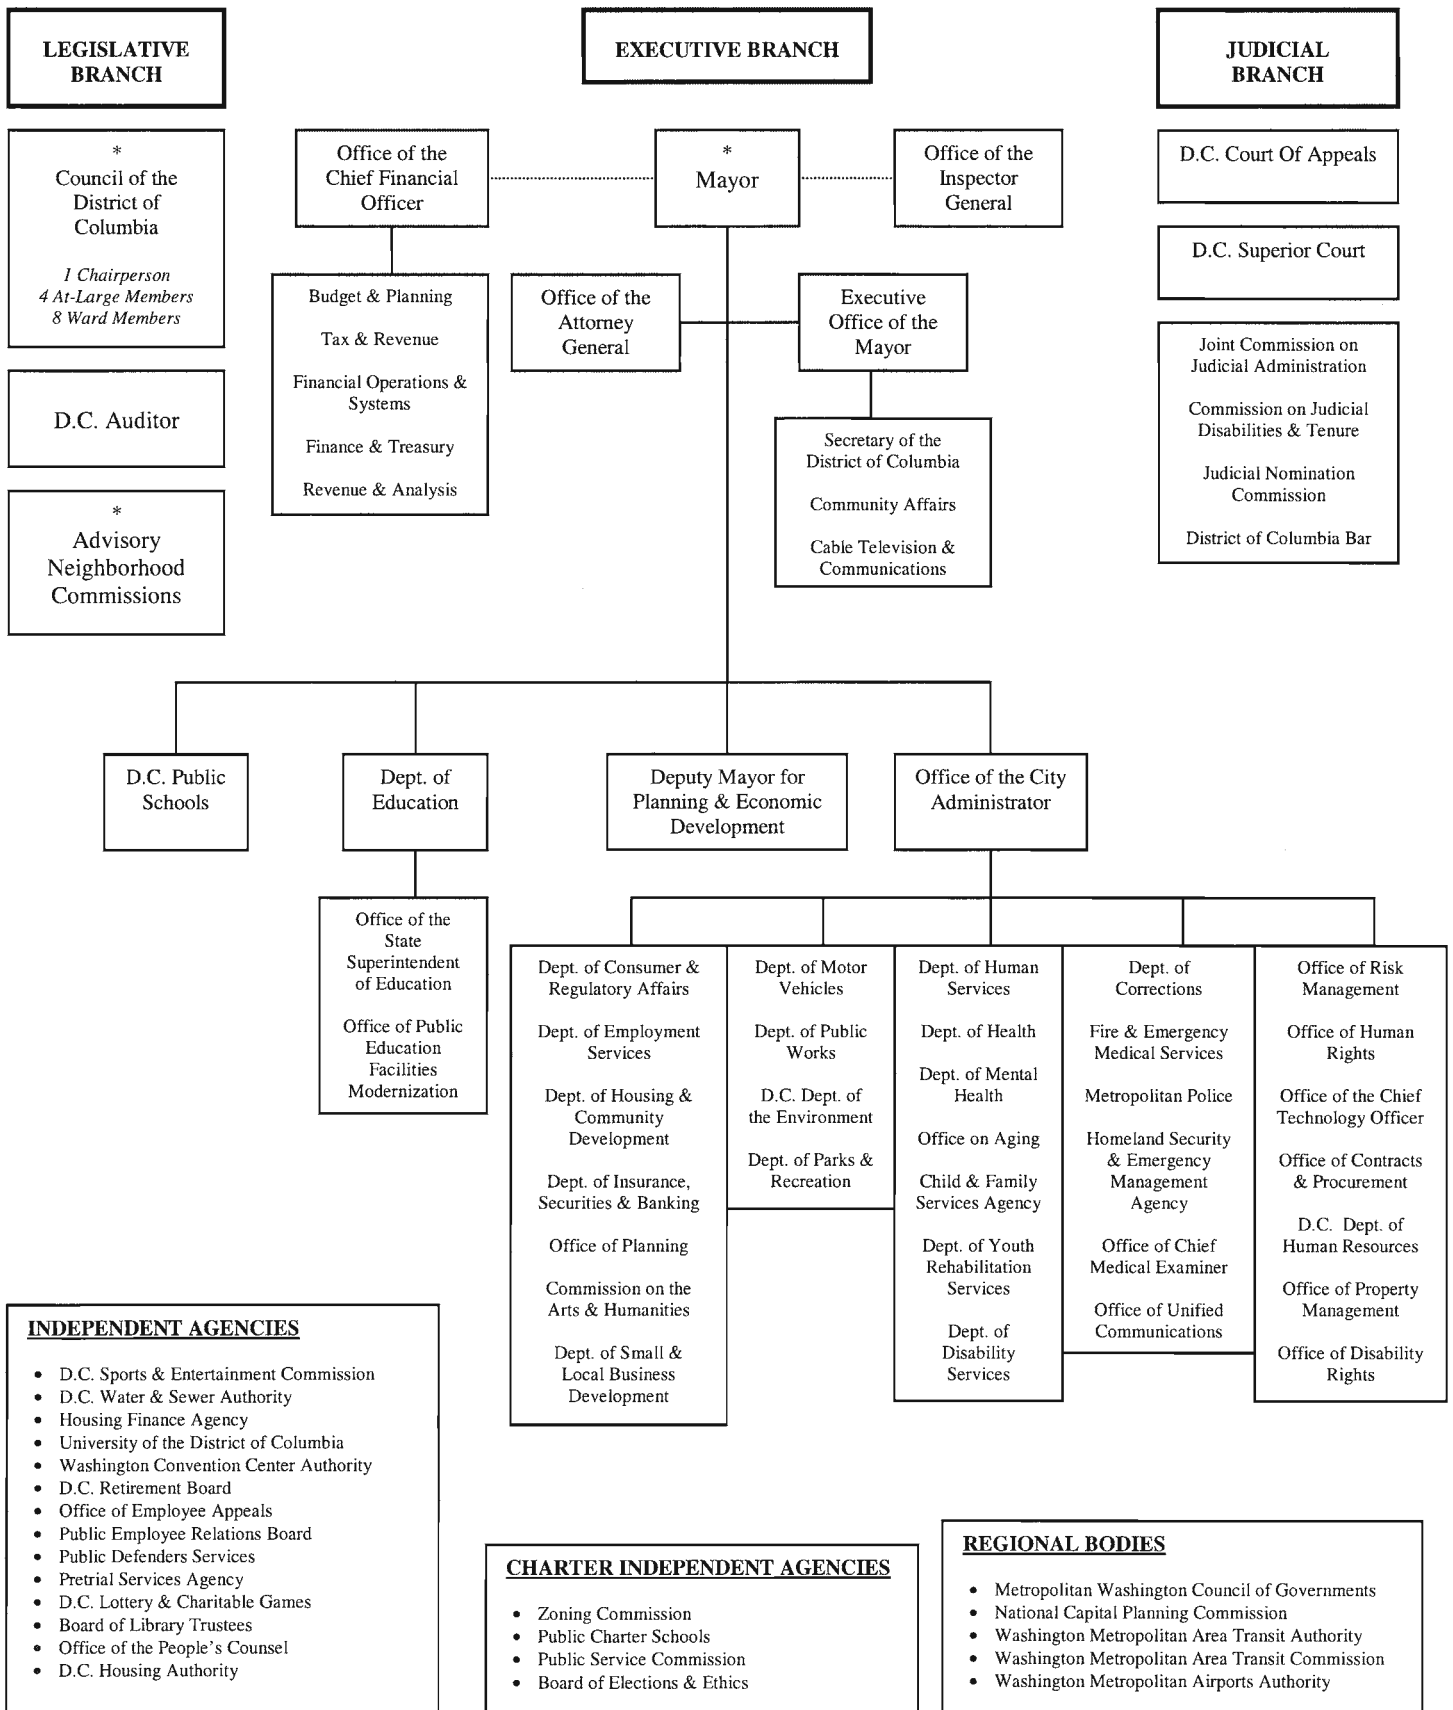 LEGISLATIVE
BRANCH
EXECUTIVE BRANCH
JUDICIAL
BRANCH
*
Council of the
District of
Columbia
1 Chairperson
4 At-Large Members
8 Ward Members
D.C. Auditor
*
Advisory
Neighborhood
Commissions
Office of the
Chief Financial
Officer
Budget & Planning
Tax & Revenue
Financial Operations &
Systems
Finance & Treasury
Revenue & Analysis
*
Mayor
Office of the
Inspector
General
Office of the
Attorney
General
Executive
Office of the
Mayor
Secretary of the
District of Columbia
Community Affairs
Cable Television &
Communications
D.C. Court Of Appeals
D.C. Superior Court
Joint Commission on
Judicial Administration
Commission on Judicial
Disabilities & Tenure
Judicial Nomination
Commission
District of Columbia Bar
D.C. Public
Schools
Dept. of
Education
Deputy Mayor for
Planning & Economic
Development
Office of the City
Administrator
Office of the
State
Superintendent
of Education
Office of Public
Education
Facilities
Modernization
Dept. of Consumer &
Regulatory Affairs
Dept. of Employment
Services
Dept. of Housing &
Community
Development
Dept. of Insurance,
Securities & Banking
Office of Planning
Commission on the
Arts & Humanities
Dept. of Small &
Local Business
Development
Dept. of Motor
Vehicles
Dept. of Public
Works
D.C. Dept. of
the Environment
Dept. of Parks &
Recreation
Dept. of Human
Services
Dept. of Health
Dept. of Mental
Health
Office on Aging
Child & Family
Services Agency
Dept. of Youth
Rehabilitation
Services
Dept. of
Disability
Services
Dept. of
Corrections
Fire & Emergency
Medical Services
Metropolitan Police
Homeland Security
& Emergency
Management
Agency
Office of Chief
Medical Examiner
Office of Unified
Communications
Office of Risk
Management
Office of Human
Rights
Office of the Chief
Technology Officer
Office of Contracts
& Procurement
D.C. Dept. of
Human Resources
Office of Property
Management
Office of Disability
Rights
INDEPENDENT AGENCIES
• D.C. Sports & Entertainment Commission
• D.C. Water & Sewer Authority
• Housing Finance Agency
• University of the District of Columbia
• Washington Convention Center Authority
• D.C. Retirement Board
• Office of Employee Appeals
• Public Employee Relations Board
• Public Defenders Services
• Pretrial Services Agency
• D.C. Lottery & Charitable Games
• Board of Library Trustees
• Office of the People's Counsel
• D.C. Housing Authority
CHARTER INDEPENDENT AGENCIES
• Zoning Commission
• Public Charter Schools
• Public Service Commission
• Board of Elections & Ethics
REGIONAL BODIES
• Metropolitan Washington Council of Governments
• National Capital Planning Commission
• Washington Metropolitan Area Transit Authority
• Washington Metropolitan Area Transit Commission
• Washington Metropolitan Airports Authority